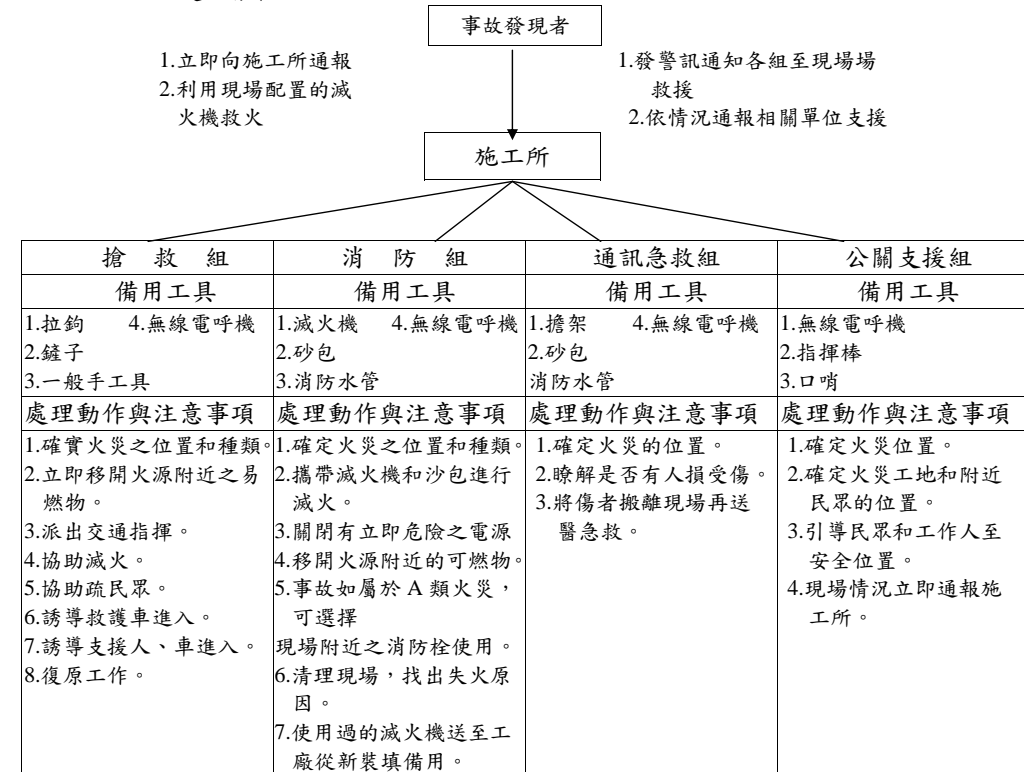 事故發現者
1.立即向施工所通報
2.利用現場配置的滅
火機救火
1.發警訊通知各組至現場場
救援
2.依情況通報相關單位支援
施工所
搶 救 組
備用工具
1.拉鉤 4.無線電呼機
2.鏟子
3.一般手工具
處理動作與注意事項
1.確實火災之位置和種類。
2.立即移開火源附近之易
燃物。
3.派出交通指揮。
4.協助滅火。
5.協助疏民眾。
6.誘導救護車進入。
7.誘導支援人、車進入。
8.復原工作。
消 防 組
備用工具
1.滅火機 4.無線電呼機
2.砂包
3.消防水管
處理動作與注意事項
1.確定火災之位置和種類。
2.攜帶滅火機和沙包進行
滅火。
3.關閉有立即危險之電源
4.移開火源附近的可燃物。
5.事故如屬於 A 類火災，
可選擇
現場附近之消防栓使用。
6.清理現場，找出失火原
因。
7.使用過的滅火機送至工
廠從新裝填備用。
通訊急救組
備用工具
1.擔架 4.無線電呼機
2.砂包
消防水管
處理動作與注意事項
1.確定火災的位置。
2.瞭解是否有人損受傷。
3.將傷者搬離現場再送
醫急救。
公關支援組
備用工具
1.無線電呼機
2.指揮棒
3.口哨
處理動作與注意事項
1.確定火災位置。
2.確定火災工地和附近
民眾的位置。
3.引導民眾和工作人至
安全位置。
4.現場情況立即通報施
工所。